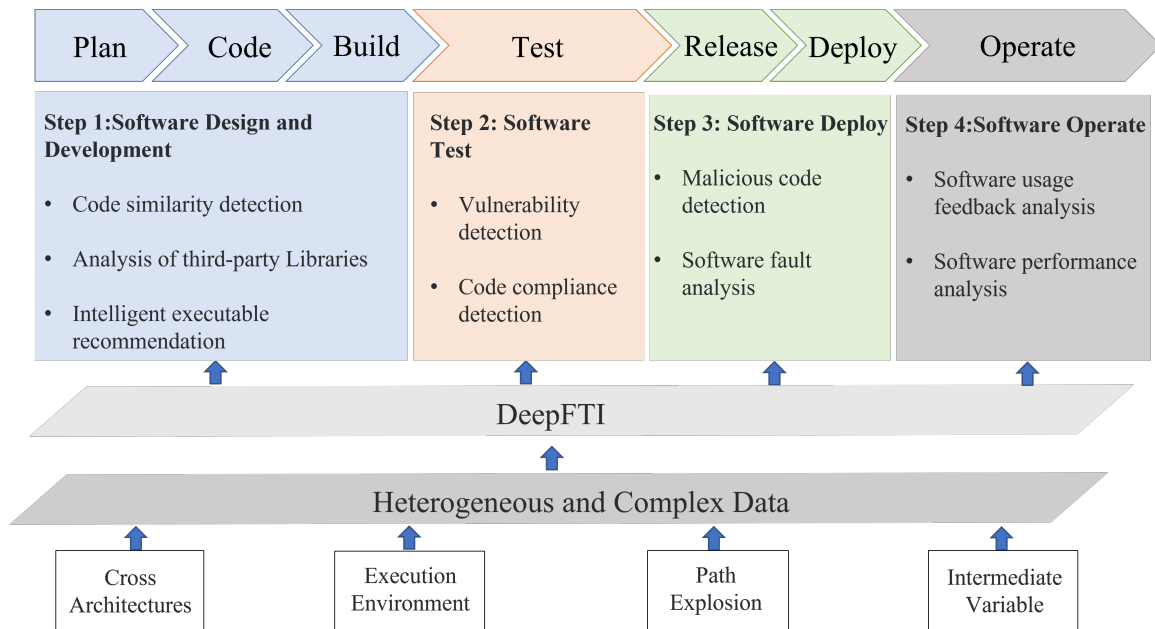 Plan
Code
Build
Test
Release
Deploy
Operate
Step 1:Software Design and
Development
• Code similarity detection
• Analysis of third-party Libraries
• Intelligent executable
recommendation
Step 2: Software
Test
• Vulnerability
detection
• Code compliance
detection
Step 3: Software Deploy
• Malicious code
detection
• Software fault
analysis
Step 4:Software Operate
• Software usage
feedback analysis
• Software performance
analysis
DeepFTI
Heterogeneous and Complex Data
Cross
Architectures
Execution
Environment
Path
Explosion
Intermediate
Variable